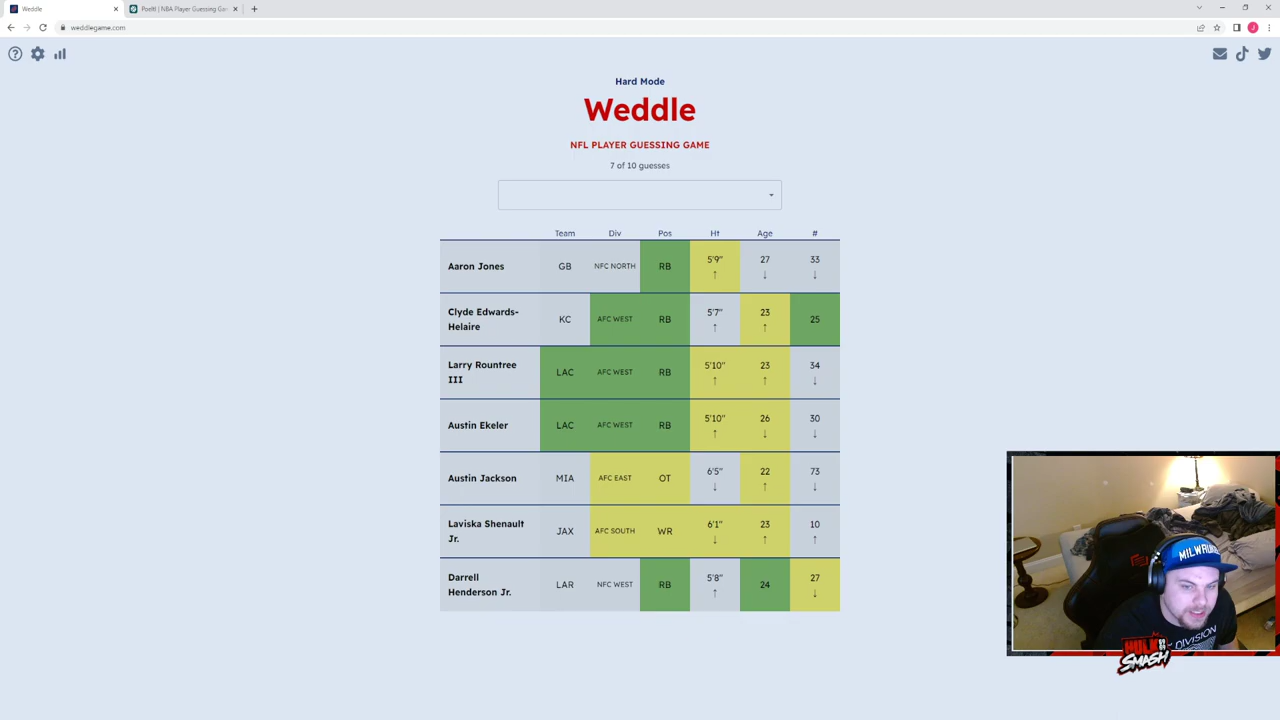 Weddle
Poeltl | NBA Player Guessing Ga
weddlegame.com
J
Hard Mode
Weddle
NFL PLAYER GUESSING GAME
7 of 10 guesses
Team Div Pos Ht Age #
Aaron Jones GB NFC NORTH RB 5'9" ↑ 27 ↓ 33 ↓
Clyde Edwards-
Helaire KC AFC WEST RB 5'7" ↑ 23 ↑ 25
Larry Rountree
III LAC AFC WEST RB 5'10" ↑ 23 ↑ 34 ↓
Austin Ekeler LAC AFC WEST RB 5'10" ↑ 26 ↓ 30 ↓
Austin Jackson MIA AFC EAST OT 6'5" ↓ 22 ↑ 73 ↓
Laviska Shenault
Jr. JAX AFC SOUTH WR 6'1" ↓ 23 ↑ 10 ↑
Darrell
Henderson Jr. LAR NFC WEST RB 5'8" ↑ 24 27 ↓
MILWAU
DIVISION
HULK
SMASH